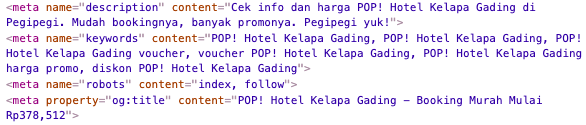 <meta name="description" content="Cek info dan harga POP! Hotel Kelapa Gading di
Pegipegi. Mudah bookingnya, banyak promonya. Pegipegi yuk!">
<meta name="keywords" content="POP! Hotel Kelapa Gading, POP! Hotel Kelapa Gading, POP!
Hotel Kelapa Gading voucher, voucher POP! Hotel Kelapa Gading, POP! Hotel Kelapa Gading
harga promo, diskon POP! Hotel Kelapa Gading">
<meta name="robots" content="index, follow">
<meta property="og:title" content="POP! Hotel Kelapa Gading – Booking Murah Mulai
Rp378,512">